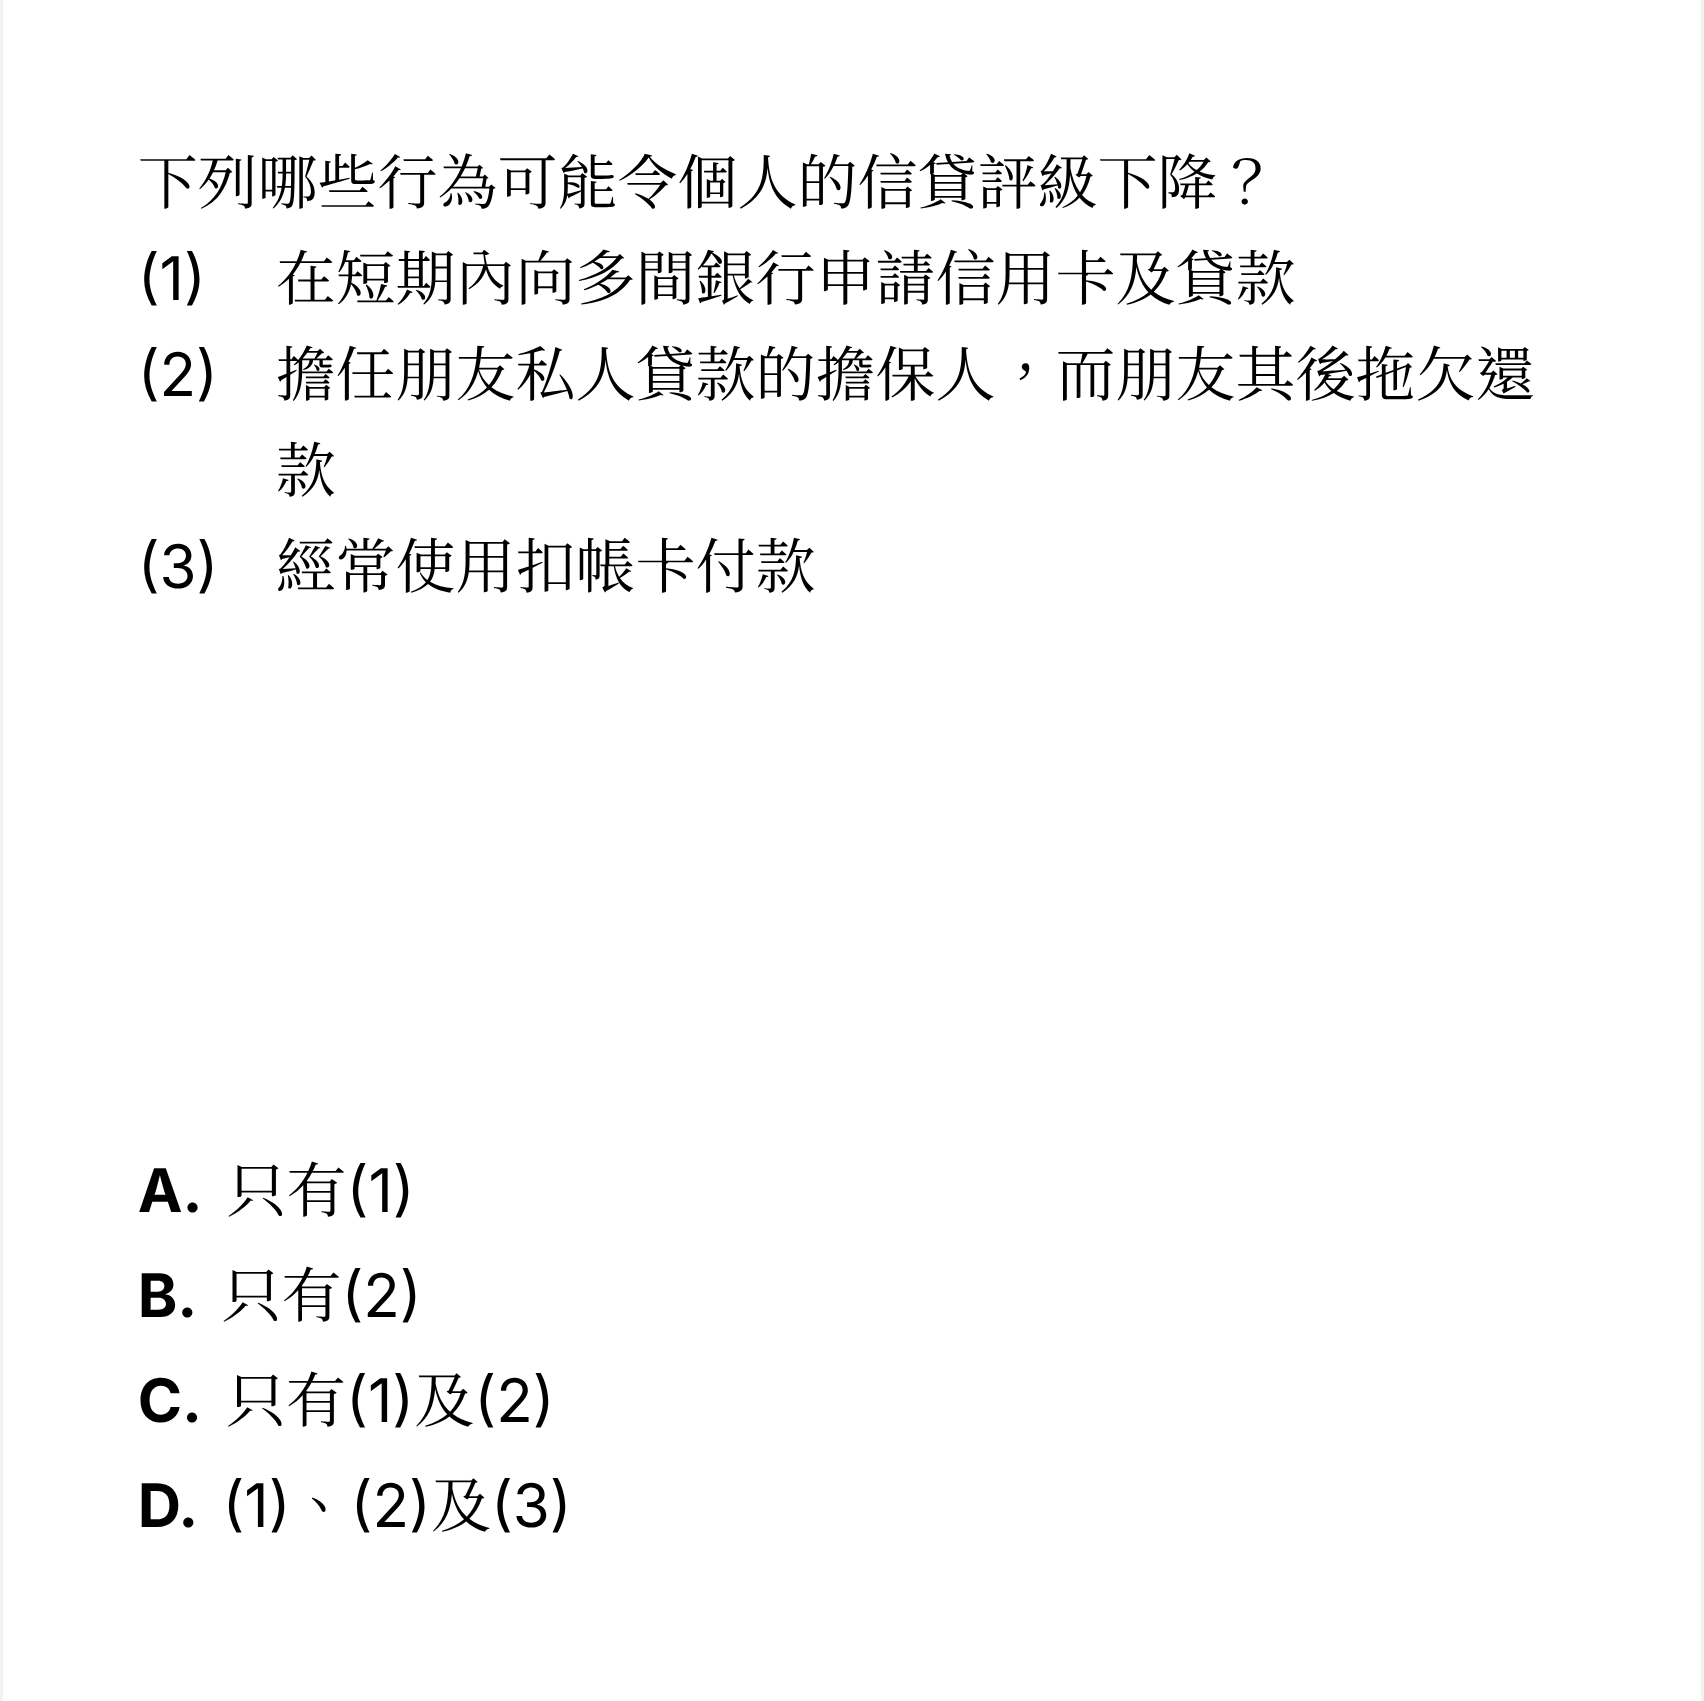 下列哪些行為可能令個人的信貸評級下降？
(1) 在短期內向多間銀行申請信用卡及貸款
(2) 擔任朋友私人貸款的擔保人，而朋友其後拖欠還
款
(3) 經常使用扣帳卡付款
A. 只有(1)
B. 只有(2)
C. 只有(1)及(2)
D. (1)、(2)及(3)